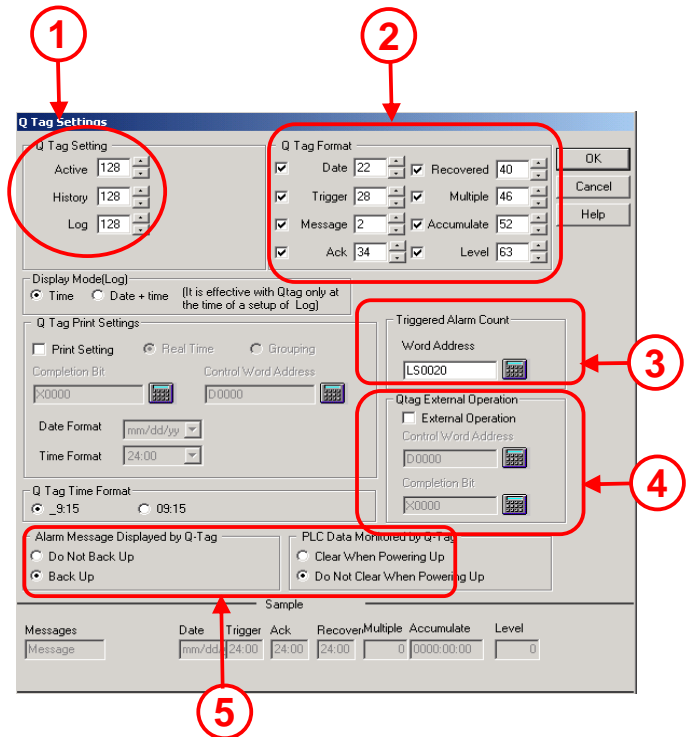 1
2
Q Tag Settings
Q Tag Setting
Active 128
History 128
Log 128
Q Tag Format
Date 22
Recovered 40
Trigger 28
Multiple 46
Message 2
Accumulate 52
Ack 34
Level 63
OK
Cancel
Help
Display Mode(Log)
Time
Date + time
(It is effective with Qtag only at
the time of a setup of Log)
Q Tag Print Settings
Print Setting
Real Time
Grouping
Completion Bit
Control Word Address
X0000
D0000
Date Format mm/dd/yy
Time Format 24:00
Triggered Alarm Count
Word Address
LS0020
3
Qtag External Operation
External Operation
Control Word Address
D0000
Completion Bit
X0000
4
Q Tag Time Format
_9:15
09:15
Alarm Message Displayed by Q-Tag
Do Not Back Up
Back Up
PLC Data Monitored by Q-Tag
Clear When Powering Up
Do Not Clear When Powering Up
Sample
Messages Date Trigger Ack Recover Multiple Accumulate Level
Message mm/dd/ 24:00 24:00 24:00 0 0000:00:00 0
5